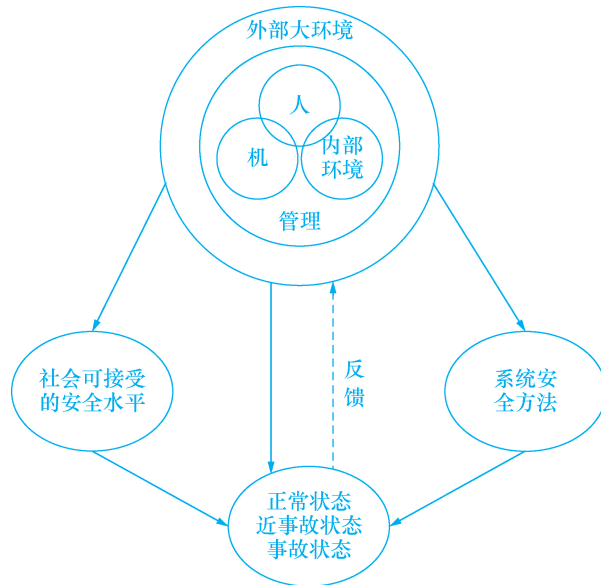 外部大环境
人
机
内部
环境
管理
社会可接受
的安全水平
反
馈
系统安
全方法
正常状态
近事故状态
事故状态